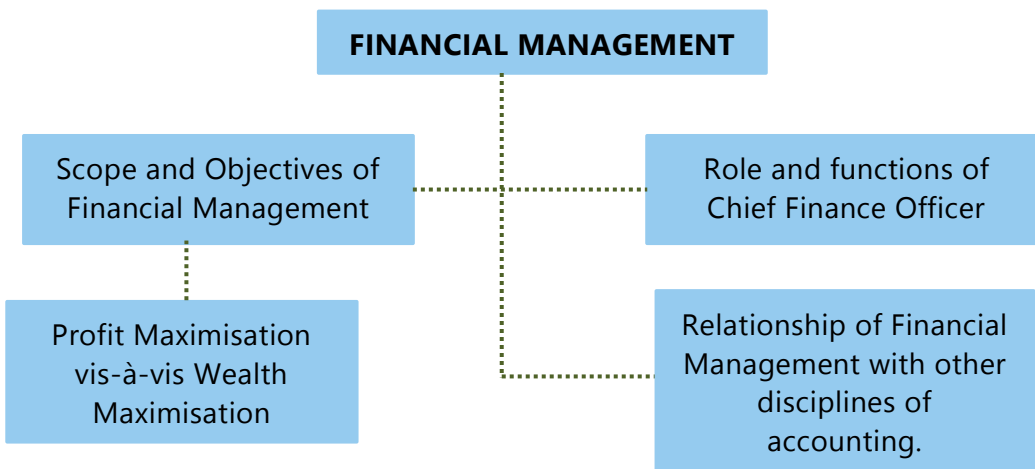 FINANCIAL MANAGEMENT
Scope and Objectives of
Financial Management
Role and functions of
Chief Finance Officer
Profit Maximisation
vis-à-vis Wealth
Maximisation
Relationship of Financial
Management with other
disciplines of
accounting.